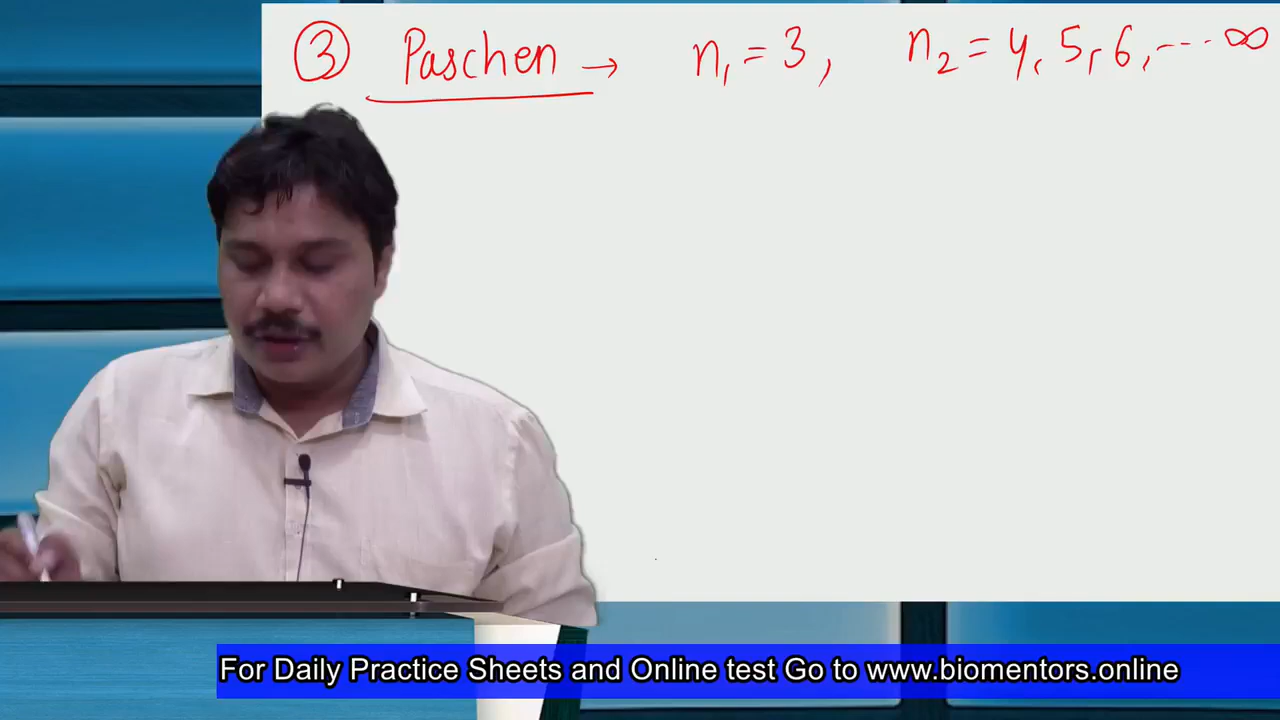 ③ Paschen → n₁ = 3, n₂ = 4, 5, 6, --- ∞
For Daily Practice Sheets and Online test Go to www.biomentors.online